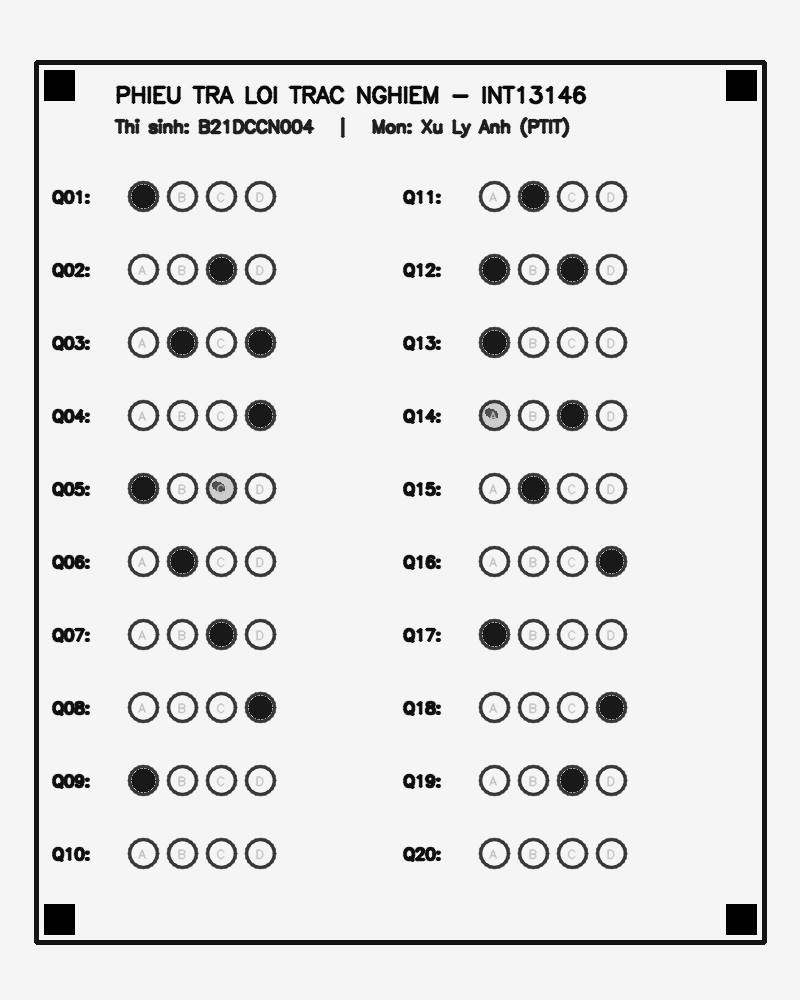 PHIEU TRA LOI TRAC NGHIEM - INT13146
Thi sinh: B21DCCN004 | Mon: Xu Ly Anh (PTIT)
Q01: B C D
Q02: A B D
Q03: A C
Q04: A B C
Q05: B D
Q06: A C D
Q07: A B D
Q08: A B C
Q09: B C D
Q10: A B C D
Q11: A C D
Q12: B D
Q13: B C D
Q14: A B D
Q15: A C D
Q16: A B C
Q17: B C D
Q18: A B C
Q19: A B D
Q20: A B C D